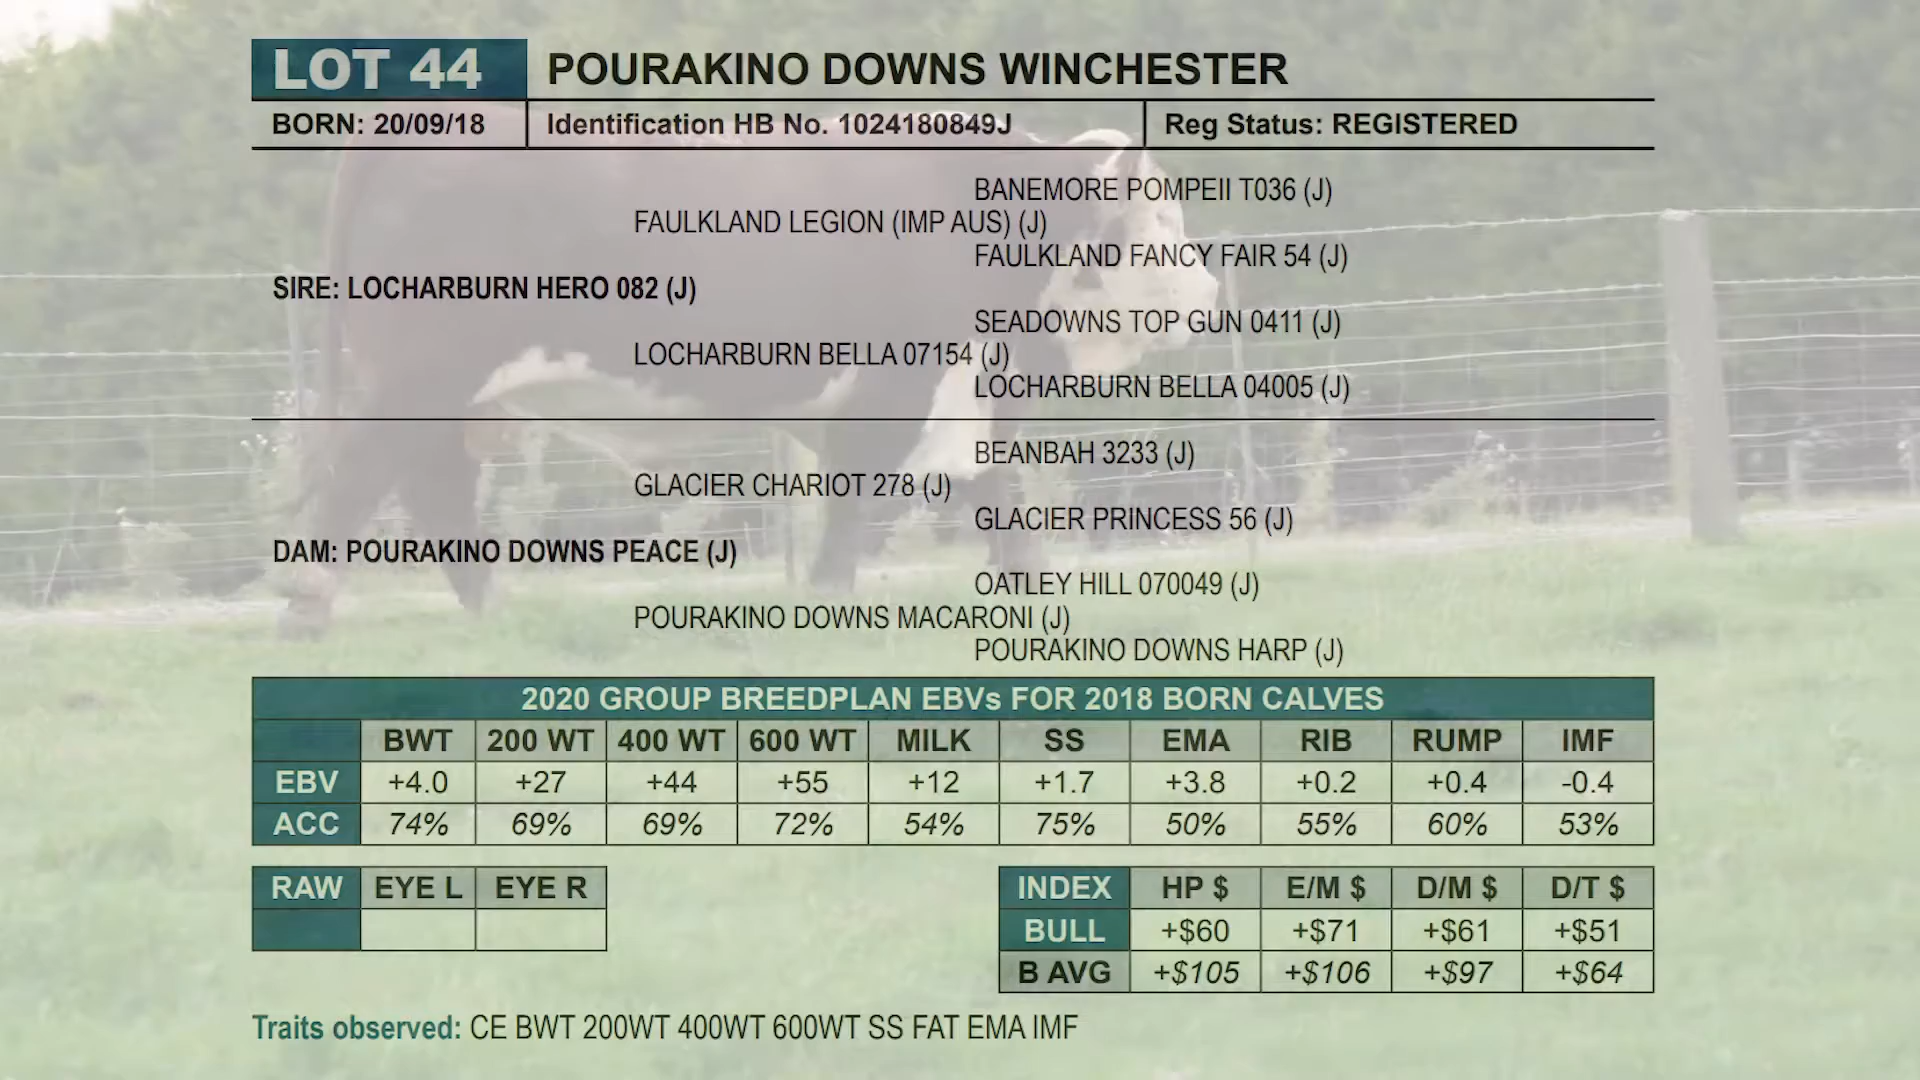 LOT 44 POURAKINO DOWNS WINCHESTER
BORN: 20/09/18 Identification HB No. 1024180849J Reg Status: REGISTERED
BANEMORE POMPEII T036 (J)
FAULKLAND LEGION (IMP AUS) (J)
FAULKLAND FANCY FAIR 54 (J)
SIRE: LOCHARBURN HERO 082 (J)
SEADOWNS TOP GUN 0411 (J)
LOCHARBURN BELLA 07154 (J)
LOCHARBURN BELLA 04005 (J)
BEANBAH 3233 (J)
GLACIER CHARIOT 278 (J)
GLACIER PRINCESS 56 (J)
DAM: POURAKINO DOWNS PEACE (J)
OATLEY HILL 070049 (J)
POURAKINO DOWNS MACARONI (J)
POURAKINO DOWNS HARP (J)
2020 GROUP BREEDPLAN EBVs FOR 2018 BORN CALVES
BWT 200 WT 400 WT 600 WT MILK SS EMA RIB RUMP IMF
EBV +4.0 +27 +44 +55 +12 +1.7 +3.8 +0.2 +0.4 -0.4
ACC 74% 69% 69% 72% 54% 75% 50% 55% 60% 53%
RAW EYE L EYE R
INDEX HP $ E/M $ D/M $ D/T $
BULL +$60 +$71 +$61 +$51
B AVG +$105 +$106 +$97 +$64
Traits observed: CE BWT 200WT 400WT 600WT SS FAT EMA IMF